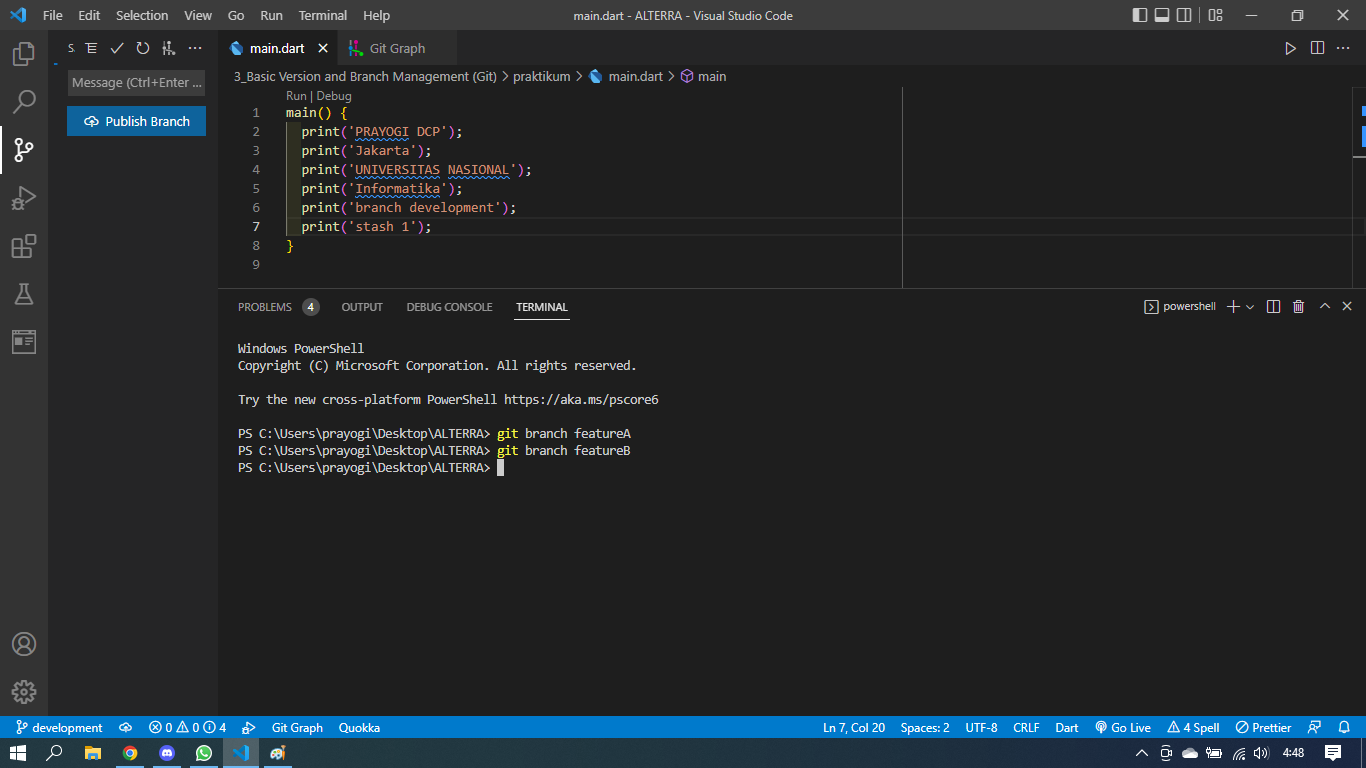 File Edit Selection View Go Run Terminal Help main.dart - ALTERRA - Visual Studio Code
S.
Message (Ctrl+Enter ...
Publish Branch
main.dart Git Graph
3_Basic Version and Branch Management (Git) > praktikum > main.dart > main
Run | Debug
1 main() {
2 print('PRAYOGI DCP');
3 print('Jakarta');
4 print('UNIVERSITAS NASIONAL');
5 print('Informatika');
6 print('branch development');
7 print('stash 1');
8 }
9
PROBLEMS 4 OUTPUT DEBUG CONSOLE TERMINAL powershell
Windows PowerShell
Copyright (C) Microsoft Corporation. All rights reserved.
Try the new cross-platform PowerShell https://aka.ms/pscore6
PS C:\Users\prayogi\Desktop\ALTERRA> git branch featureA
PS C:\Users\prayogi\Desktop\ALTERRA> git branch featureB
PS C:\Users\prayogi\Desktop\ALTERRA>
development 0 0 4 Git Graph Quokka Ln 7, Col 20 Spaces: 2 UTF-8 CRLF Dart Go Live 4 Spell Prettier
4:48